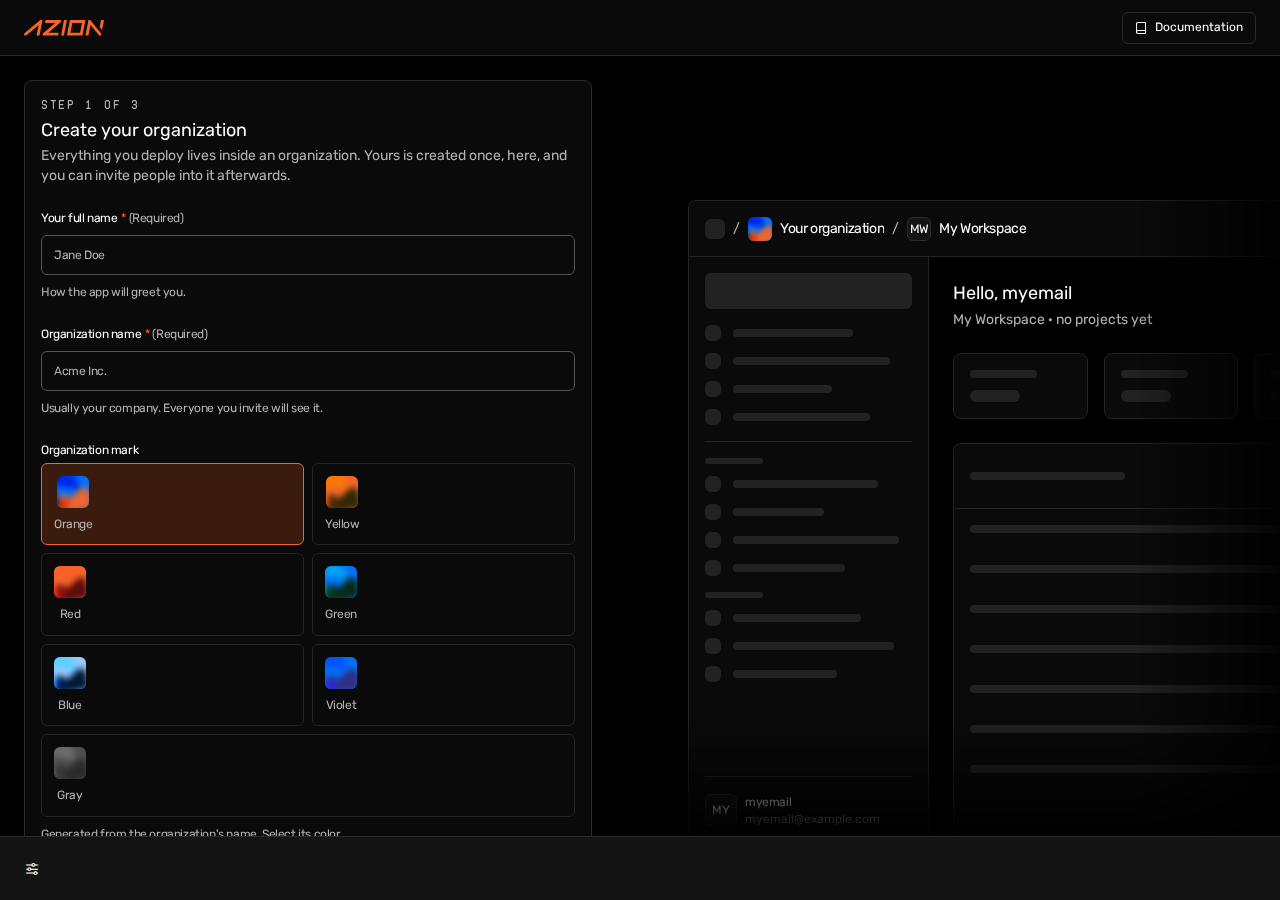 AZION
Documentation
STEP 1 OF 3
Create your organization
Everything you deploy lives inside an organization. Yours is created once, here, and
you can invite people into it afterwards.
Your full name * (Required)
Jane Doe
How the app will greet you.
Organization name * (Required)
Acme Inc.
Usually your company. Everyone you invite will see it.
Organization mark
Orange
Yellow
Red
Green
Blue
Violet
Gray
Generated from the organization's name. Select its color.
/ Your organization / MW My Workspace
Hello, myemail
My Workspace • no projects yet
MY
myemail
myemail@example.com